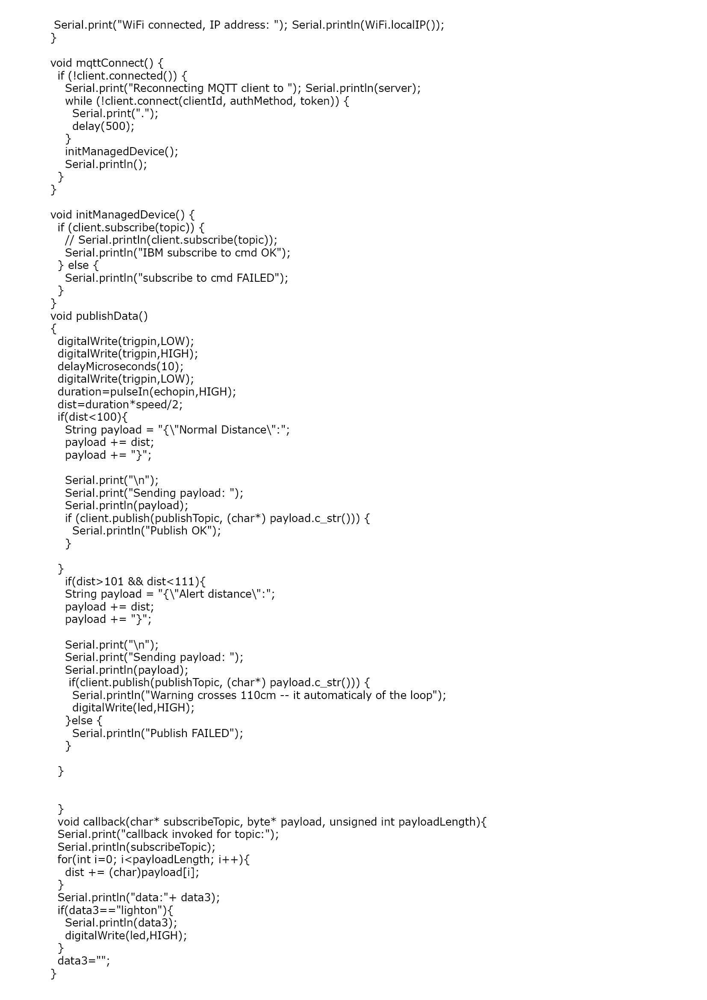 Serial.print("WiFi connected, IP address: "); Serial.println(WiFi.localIP());
}

void mqttConnect() {
  if (!client.connected()) {
    Serial.print("Reconnecting MQTT client to "); Serial.println(server);
    while (!client.connect(clientId, authMethod, token)) {
      Serial.print(".");
      delay(500);
    }
    initManagedDevice();
    Serial.println();
  }
}

void initManagedDevice() {
  if (client.subscribe(topic)) {
    // Serial.println(client.subscribe(topic));
    Serial.println("IBM subscribe to cmd OK");
  } else {
    Serial.println("subscribe to cmd FAILED");
  }
}
void publishData()
{
  digitalWrite(trigpin,LOW);
  digitalWrite(trigpin,HIGH);
  delayMicroseconds(10);
  digitalWrite(trigpin,LOW);
  duration=pulseIn(echopin,HIGH);
  dist=duration*speed/2;
  if(dist<100){
    String payload = "{\"Normal Distance\":";
    payload += dist;
    payload += "}";

    Serial.print("\n");
    Serial.print("Sending payload: ");
    Serial.println(payload);
    if (client.publish(publishTopic, (char*) payload.c_str())) {
      Serial.println("Publish OK");
    }

  }
    if(dist>101 && dist<111){
    String payload = "{\"Alert distance\":";
    payload += dist;
    payload += "}";

    Serial.print("\n");
    Serial.print("Sending payload: ");
    Serial.println(payload);
     if(client.publish(publishTopic, (char*) payload.c_str())) {
      Serial.println("Warning crosses 110cm -- it automaticaly of the loop");
      digitalWrite(led,HIGH);
    }else {
      Serial.println("Publish FAILED");
    }

  }


  }
  void callback(char* subscribeTopic, byte* payload, unsigned int payloadLength){
  Serial.print("callback invoked for topic:");
  Serial.println(subscribeTopic);
  for(int i=0; i<payloadLength; i++){
    dist += (char)payload[i];
  }
  Serial.println("data:"+ data3);
  if(data3=="lighton"){
    Serial.println(data3);
    digitalWrite(led,HIGH);
  }
  data3="";
}